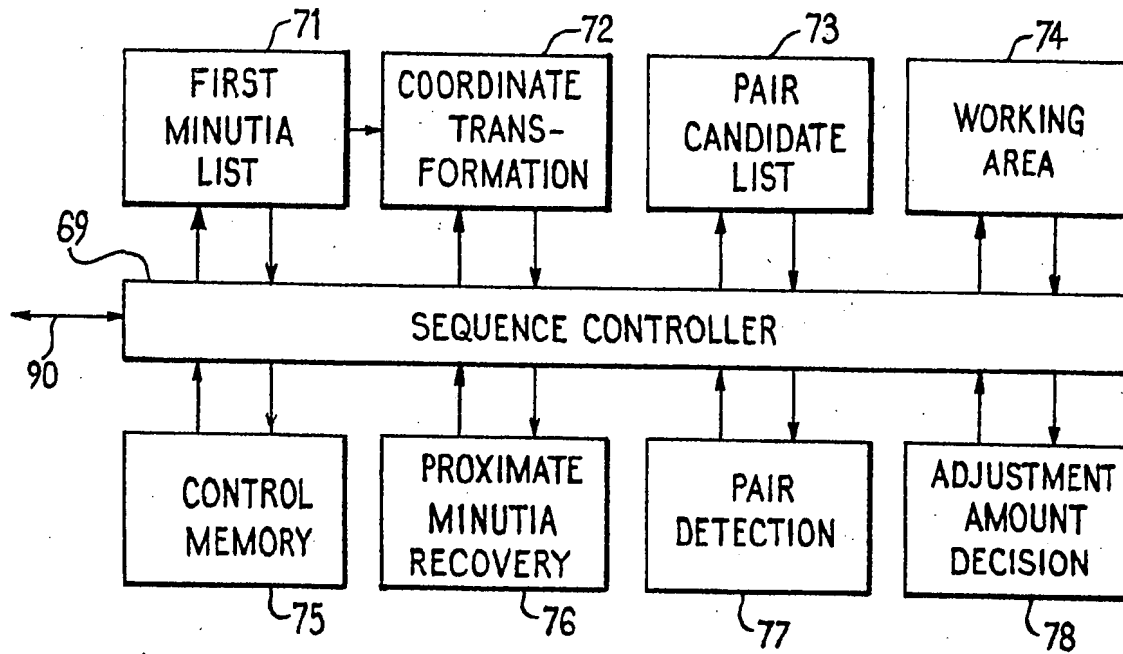 71
72
73
74
FIRST
MINUTIA
LIST
COORDINATE
TRANS-
FORMATION
PAIR
CANDIDATE
LIST
WORKING
AREA
69
SEQUENCE CONTROLLER
90
CONTROL
MEMORY
PROXIMATE
MINUTIA
RECOVERY
PAIR
DETECTION
ADJUSTMENT
AMOUNT
DECISION
75
76
77
78